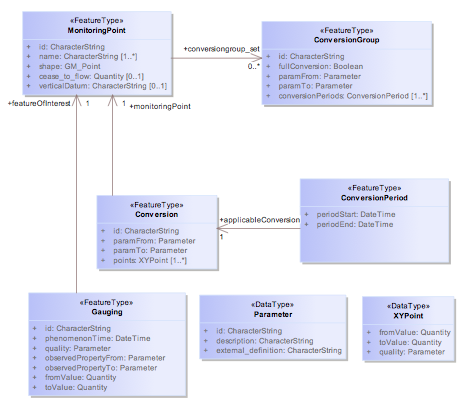 «FeatureType»
MonitoringPoint
+ id: CharacterString
+ name: CharacterString [1..*]
+ shape: GM_Point
+ cease_to_flow: Quantity [0..1]
+ verticalDatum: CharacterString [0..1]
+conversiongroup_set
0..*
«FeatureType»
ConversionGroup
+ id: CharacterString
+ fullConversion: Boolean
+ paramFrom: Parameter
+ paramTo: Parameter
+ conversionPeriods: ConversionPeriod [1..*]
+featureOfInterest
1
1
+monitoringPoint
«FeatureType»
Conversion
+ id: CharacterString
+ paramFrom: Parameter
+ paramTo: Parameter
+ points: XYPoint [1..*]
+applicableConversion
1
«FeatureType»
ConversionPeriod
+ periodStart: DateTime
+ periodEnd: DateTime
«FeatureType»
Gauging
+ id: CharacterString
+ phenomenonTime: DateTime
+ quality: Parameter
+ observedPropertyFrom: Parameter
+ observedPropertyTo: Parameter
+ fromValue: Quantity
+ toValue: Quantity
«DataType»
Parameter
+ id: CharacterString
+ description: CharacterString
+ external_definition: CharacterString
«DataType»
XYPoint
+ fromValue: Quantity
+ toValue: Quantity
+ quality: Parameter